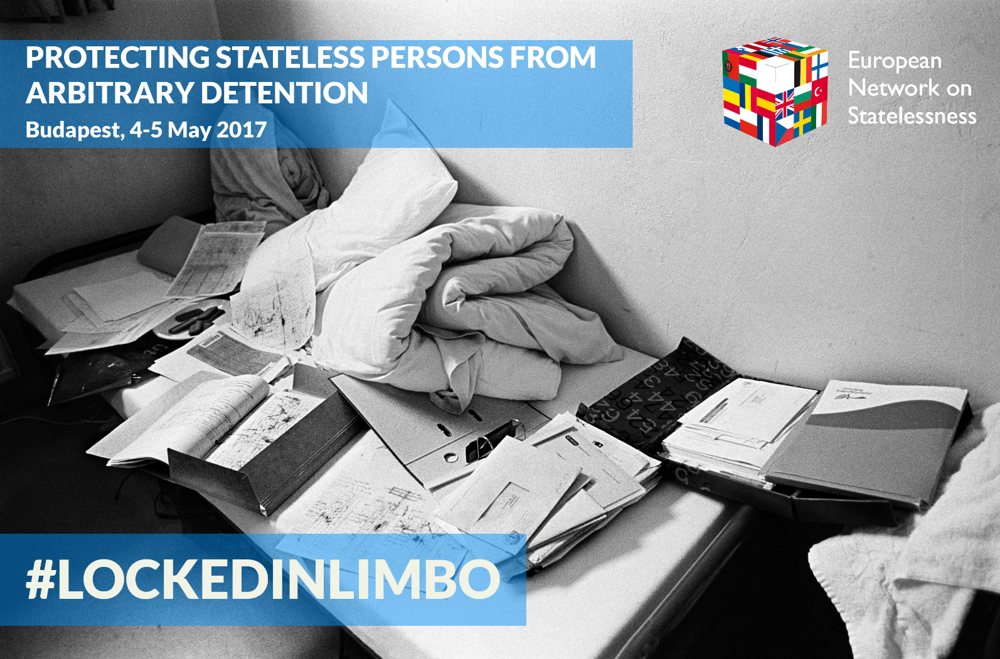 PROTECTING STATELESS PERSONS FROM
ARBITRARY DETENTION
Budapest, 4-5 May 2017
European
Network on
Statelessness
#LOCKEDINLIMBO